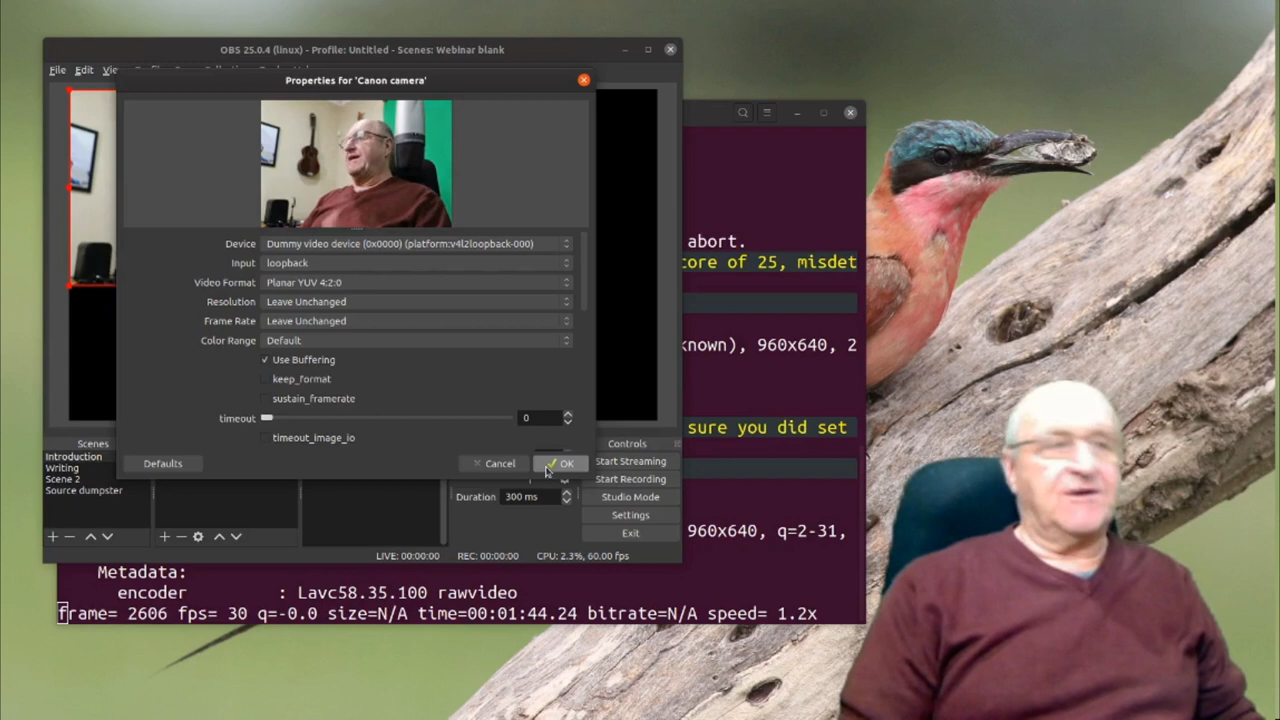 OBS 25.0.4 (linux) - Profile: Untitled - Scenes: Webinar blank
File Edit
Properties for 'Canon camera'
Device Dummy video device (0x0000) (platform:v4l2loopback-000)
Input loopback
Video Format Planar YUV 4:2:0
Resolution Leave Unchanged
Frame Rate Leave Unchanged
Color Range Default
Use Buffering
keep_format
sustain_framerate
timeout 0
timeout_image_io
Defaults Cancel OK
Scenes
Introduction
Writing
Scene 2
Source dumpster
Duration 300 ms
Controls
Start Streaming
Start Recording
Studio Mode
Settings
Exit
LIVE: 00:00:00 REC: 00:00:00 CPU: 2.3%, 60.00 fps
abort.
core of 25, misdet
known), 960x640, 2
sure you did set
960x640, q=2-31,
Metadata:
encoder : Lavc58.35.100 rawvideo
frame= 2606 fps= 30 q=-0.0 size=N/A time=00:01:44.24 bitrate=N/A speed= 1.2x